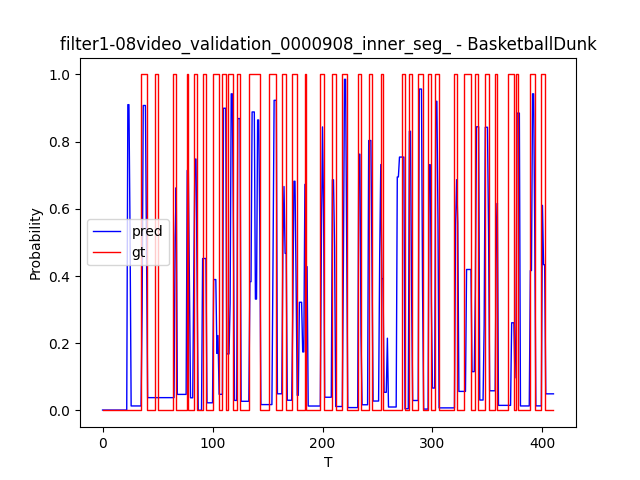 filter1-08video_validation_0000908_inner_seg_ - BasketballDunk
1.0
0.8
0.6
0.4
0.2
0.0
Probability
pred
gt
0
100
200
300
400
T